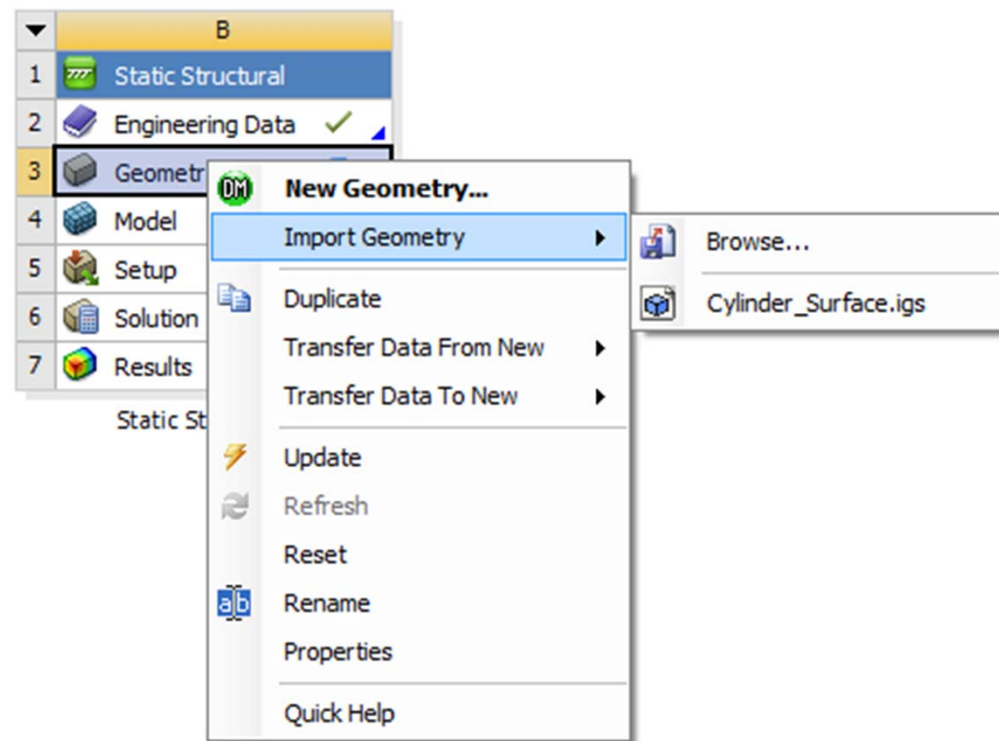 B
1 Static Structural
2 Engineering Data
3 Geometr
DM New Geometry...
4 Model
Import Geometry
Browse...
5 Setup
Duplicate
Cylinder_Surface.igs
6 Solution
Transfer Data From New
7 Results
Transfer Data To New
Static St
Update
Refresh
Reset
ab Rename
Properties
Quick Help